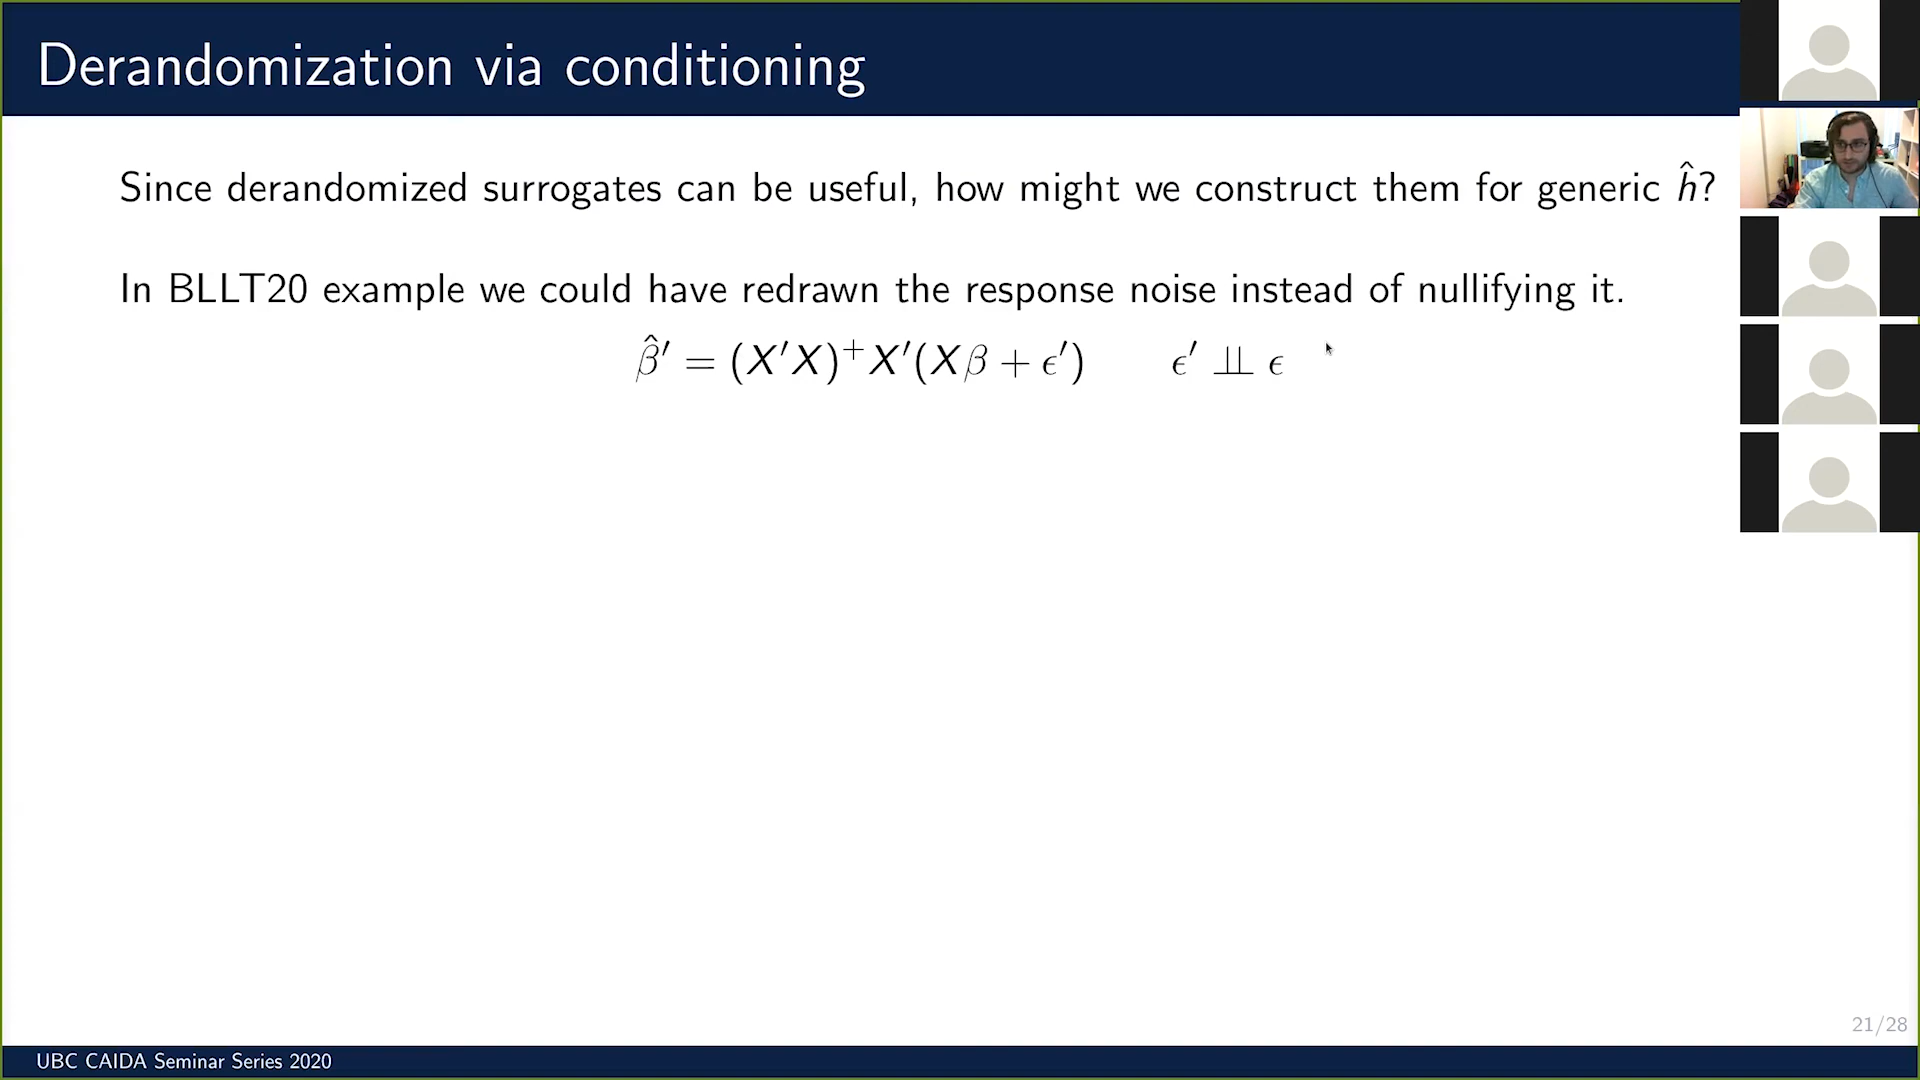 Derandomization via conditioning
Since derandomized surrogates can be useful, how might we construct them for generic ĥ?
In BLLT20 example we could have redrawn the response noise instead of nullifying it.
β̂′ = (X′X)⁺X′(Xβ + ϵ′)  ϵ′ ⫫ ϵ
21/28
UBC CAIDA Seminar Series 2020